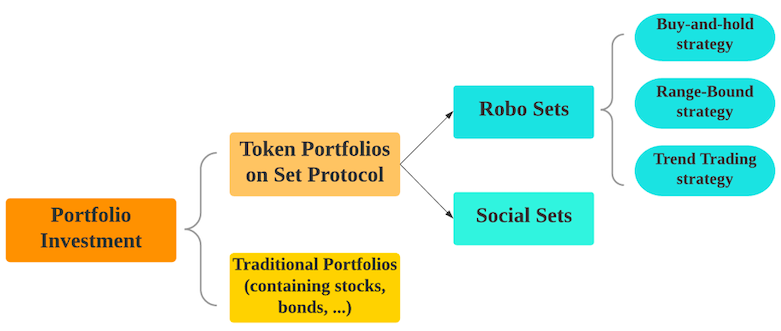 Portfolio
Investment
Token Portfolios
on Set Protocol
Traditional Portfolios
(containing stocks,
bonds, ...)
Robo Sets
Social Sets
Buy-and-hold
strategy
Range-Bound
strategy
Trend Trading
strategy